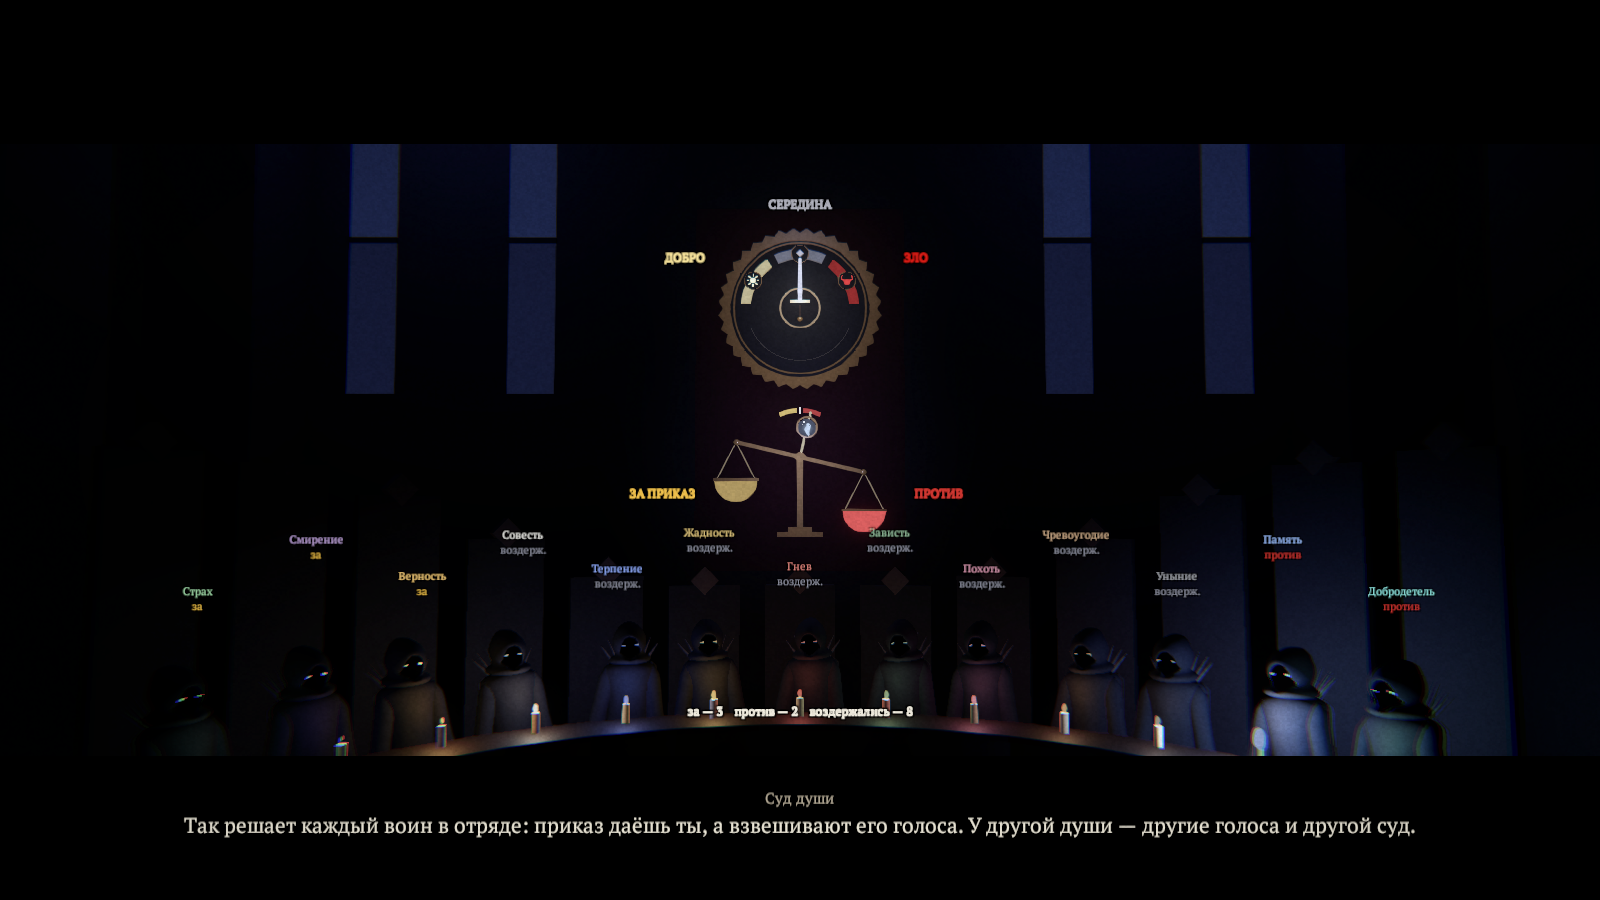 СЕРЕДИНА
ДОБРО
ЗЛО
ЗА ПРИКАЗ
ПРОТИВ
Страх
за
Смирение
за
Верность
за
Совесть
воздерж.
Терпение
воздерж.
Жадность
воздерж.
Гнев
воздерж.
Зависть
воздерж.
Похоть
воздерж.
Чревоугодие
воздерж.
Уныние
воздерж.
Память
против
Добродетель
против
за — 3 против — 2 воздержались — 8
Суд души
Так решает каждый воин в отряде: приказ даёшь ты, а взвешивают его голоса. У другой души — другие голоса и другой суд.